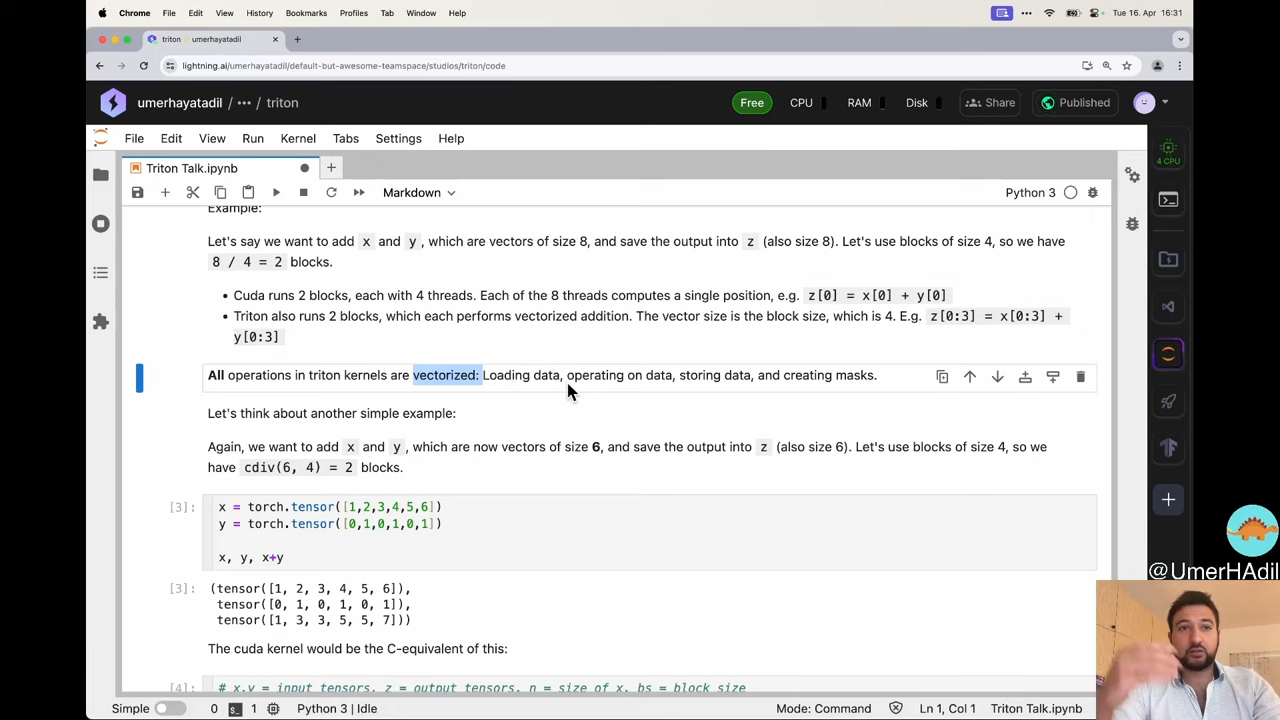 Chrome File Edit View History Bookmarks Profiles Tab Window Help Tue 16. Apr 16:31
triton umerhayatadil
lightning.ai/umerhayatadil/default-but-awesome-teamspace/studios/triton/code
umerhayatadil / ··· / triton Free CPU RAM Disk Share Published
File Edit View Run Kernel Tabs Settings Help
4 CPU
Triton Talk.ipynb
Markdown Python 3
Example:
Let's say we want to add x and y, which are vectors of size 8, and save the output into z (also size 8). Let's use blocks of size 4, so we have
8 / 4 = 2 blocks.
• Cuda runs 2 blocks, each with 4 threads. Each of the 8 threads computes a single position, e.g. z[0] = x[0] + y[0]
• Triton also runs 2 blocks, which each performs vectorized addition. The vector size is the block size, which is 4. E.g. z[0:3] = x[0:3] +
y[0:3]
All operations in triton kernels are vectorized: Loading data, operating on data, storing data, and creating masks.
Let's think about another simple example:
Again, we want to add x and y, which are now vectors of size 6, and save the output into z (also size 6). Let's use blocks of size 4, so we
have cdiv(6, 4) = 2 blocks.
[3]: x = torch.tensor([1,2,3,4,5,6])
y = torch.tensor([0,1,0,1,0,1])
x, y, x+y
[3]: (tensor([1, 2, 3, 4, 5, 6]),
tensor([0, 1, 0, 1, 0, 1]),
tensor([1, 3, 3, 5, 5, 7]))
@UmerHAdil
The cuda kernel would be the C-equivalent of this:
[4]: # x,y = input tensors, z = output tensors, n = size of x, bs = block size
Simple 0 1 Python 3 | Idle Mode: Command Ln 1, Col 1 Triton Talk.ipynb